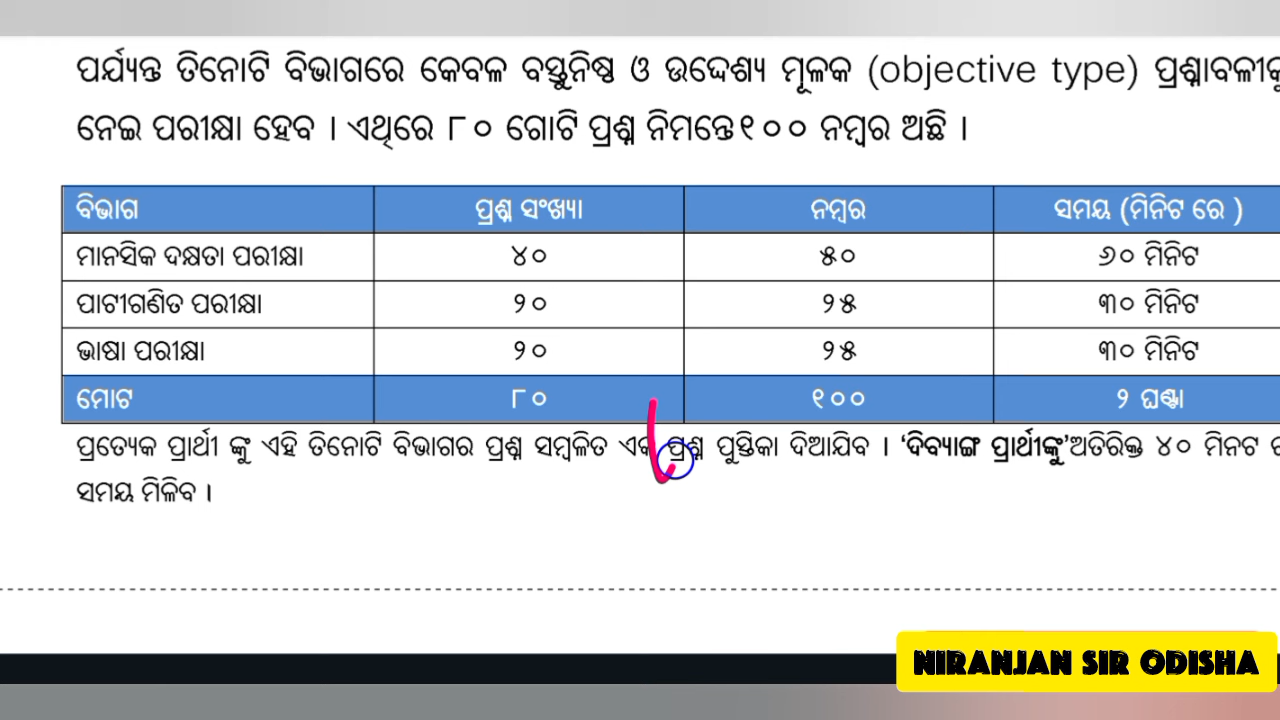 ପର୍ଯ୍ୟନ୍ତ ତିନୋଟି ବିଭାଗରେ କେବଳ ବସ୍ତୁନିଷ୍ଠ ଓ ଉଦ୍ଦେଶ୍ୟ ମୂଳକ (objective type)
ନେଇ ପରୀକ୍ଷା ହେବ । ଏଥିରେ ୮୦ ଗୋଟି ପ୍ରଶ୍ନ ନିମନ୍ତେ୧୦୦ ନମ୍ବର ଅଛି ।
ବିଭାଗ ପ୍ରଶ୍ନ ସଂଖ୍ୟା ନମ୍ବର ସମୟ (ମିନିଟ ରେ )
ମାନସିକ ଦକ୍ଷତା ପରୀକ୍ଷା ୪୦ ୫୦ ୬୦ ମିନିଟ
ପାଟୀଗଣିତ ପରୀକ୍ଷା ୨୦ ୨୫ ୩୦ ମିନିଟ
ଭାଷା ପରୀକ୍ଷା ୨୦ ୨୫ ୩୦ ମିନିଟ
ମୋଟ ୮୦ ୧୦୦ ୨ ଘଣ୍ଟା
ପ୍ରତ୍ୟେକ ପ୍ରାର୍ଥୀ ଙ୍କୁ ଏହି ତିନୋଟି ବିଭାଗର ପ୍ରଶ୍ନ ସମ୍ବଳିତ ଏକ ପ୍ରଶ୍ନ ପୁସ୍ତିକା ଦିଆଯିବ । ‘ଦିବ୍ୟାଙ୍ଗ ପ୍ରାର୍ଥୀଙ୍କୁ’ଅତିରିକ୍ତ ୪୦ ମିନଟ
ସମୟ ମିଳିବ ।
NIRANJAN SIR ODISHA